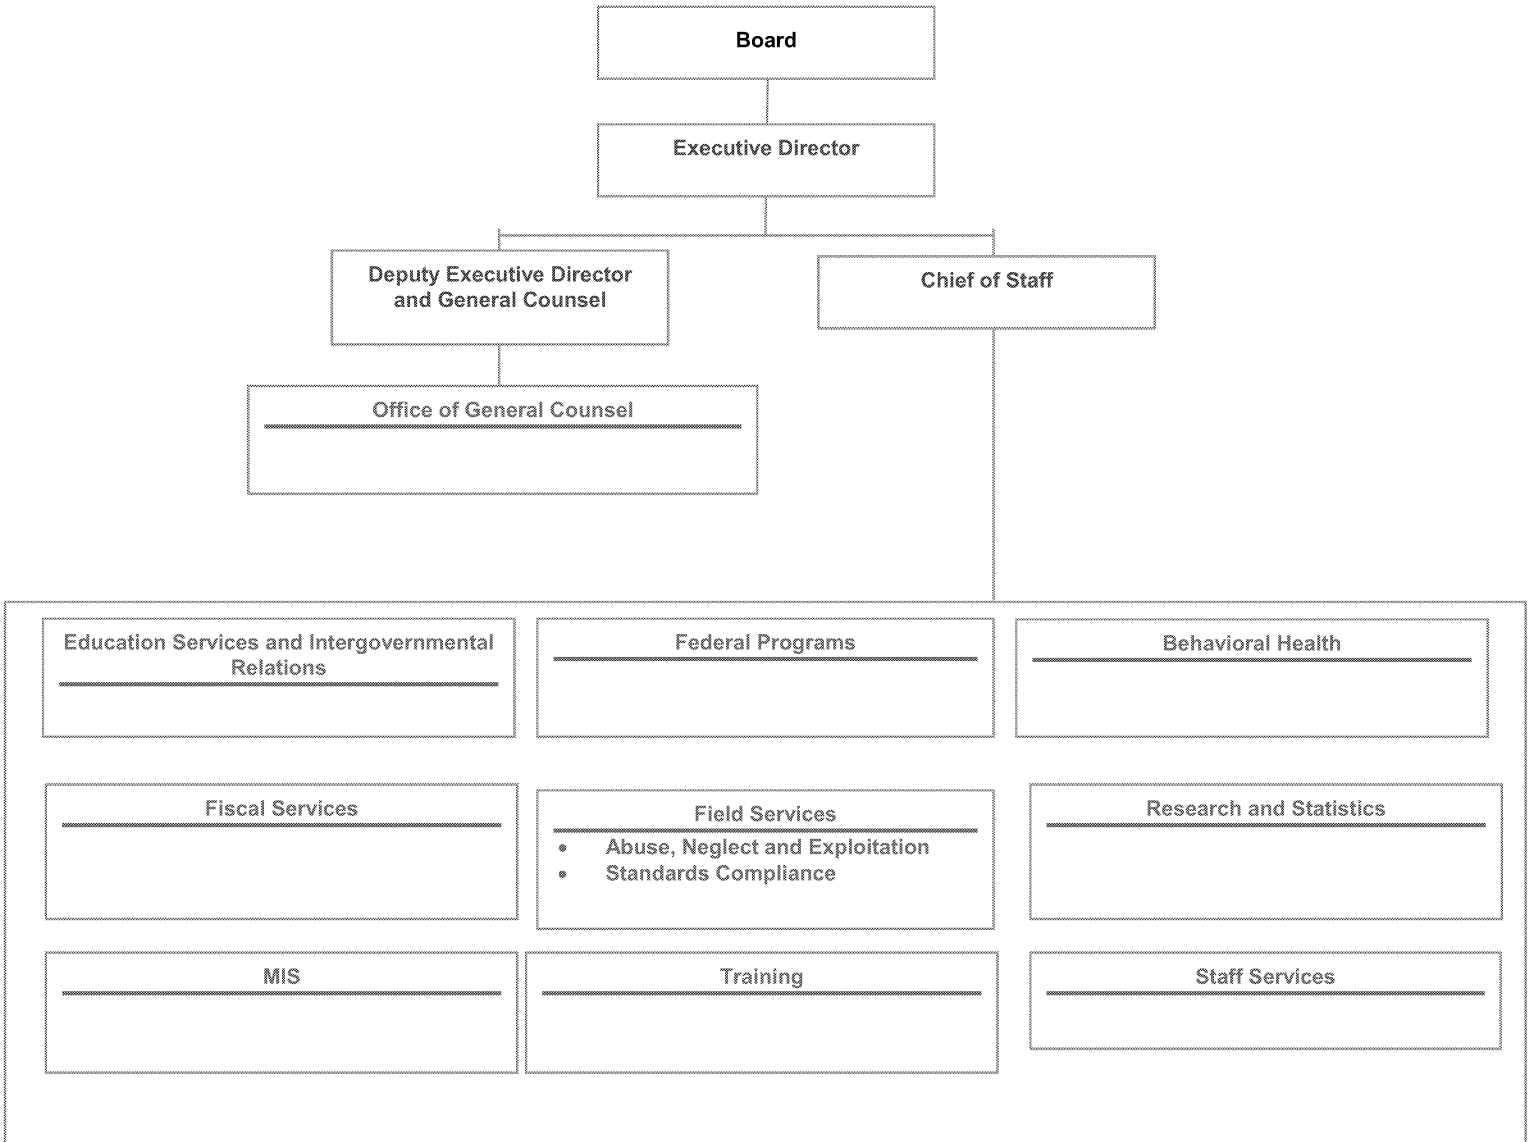 Board
Executive Director
Deputy Executive Director
and General Counsel
Chief of Staff
Office of General Counsel
Education Services and Intergovernmental
Relations
Federal Programs
Behavioral Health
Fiscal Services
Field Services
• Abuse, Neglect and Exploitation
• Standards Compliance
Research and Statistics
MIS
Training
Staff Services